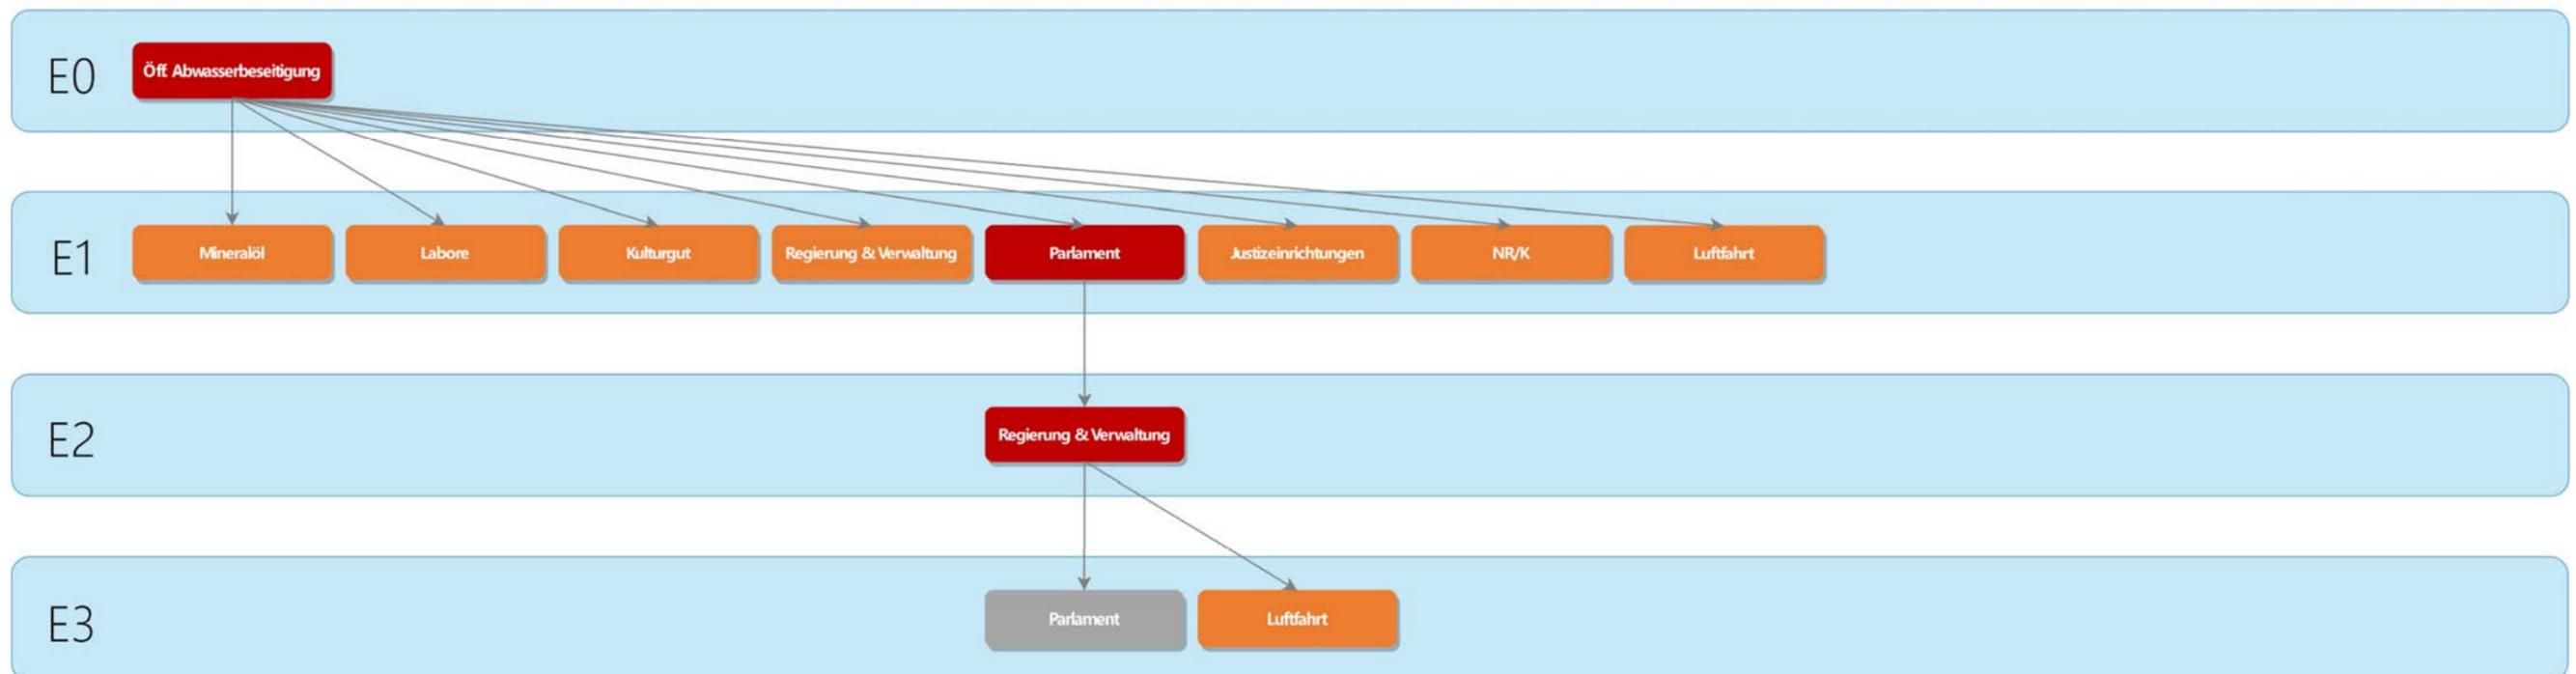 E0
Öff. Abwasserbeseitigung
E1
Mineralöl
Labore
Kulturgut
Regierung & Verwaltung
Parlament
Justizeinrichtungen
NR/K
Luftfahrt
E2
Regierung & Verwaltung
E3
Parlament
Luftfahrt